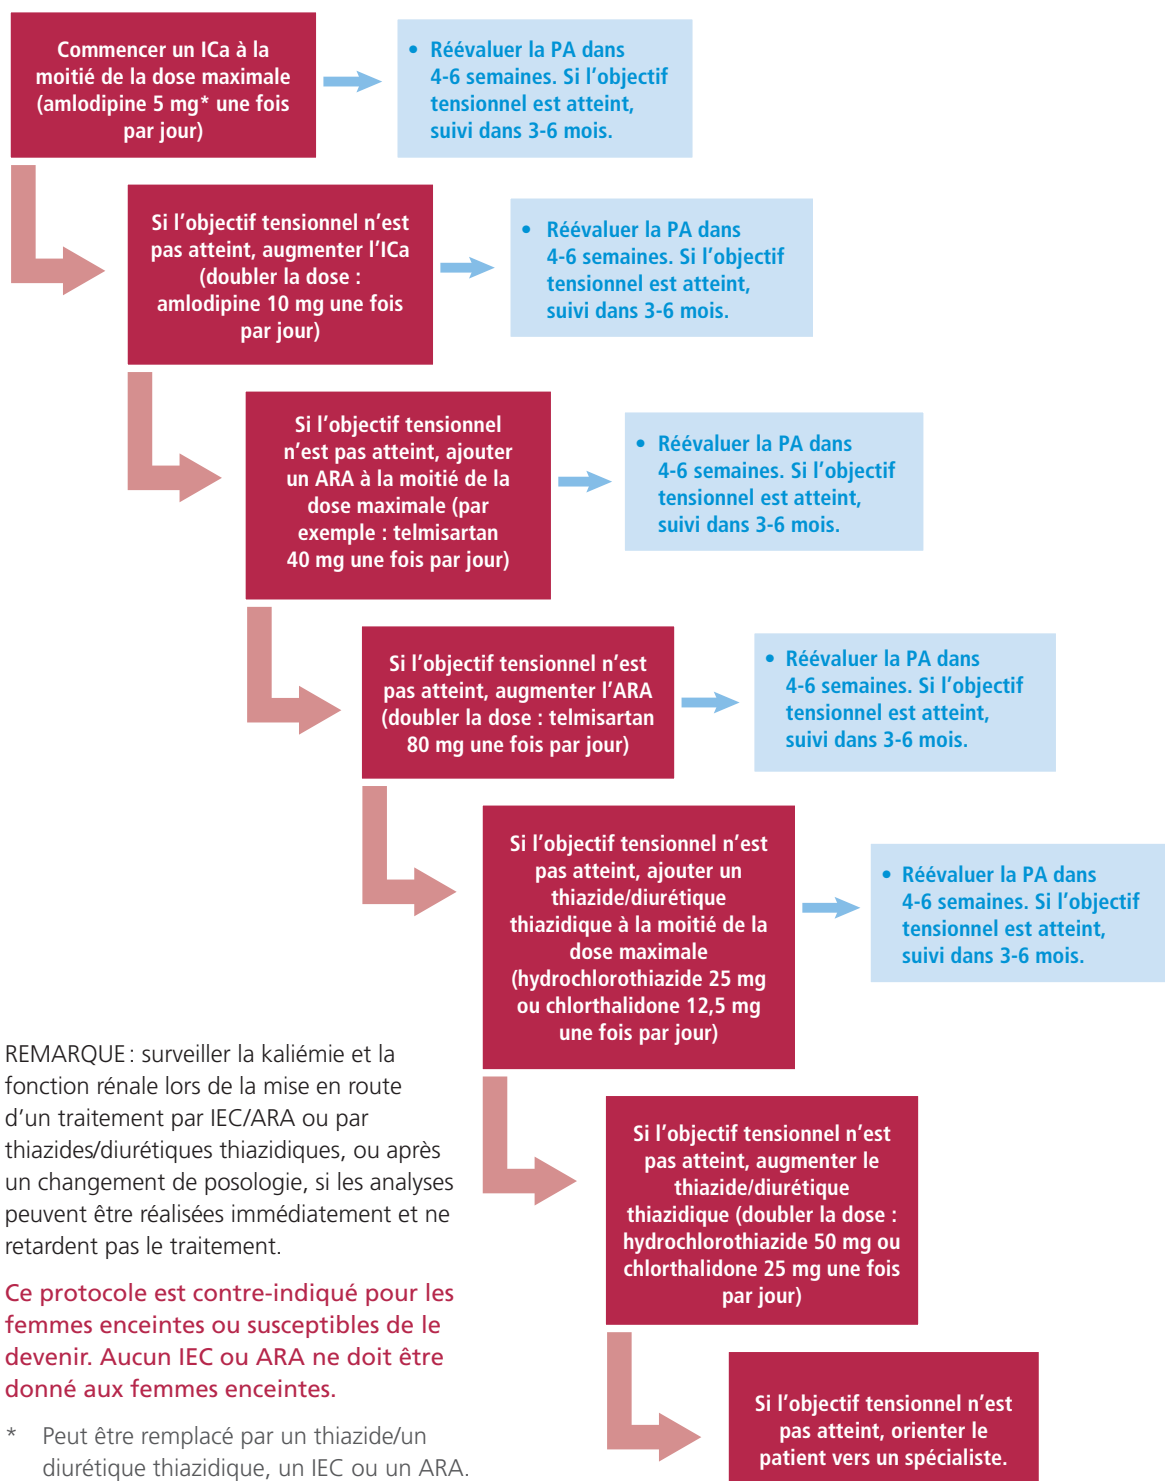 Commencer un ICa à la
moitié de la dose maximale
(amlodipine 5 mg* une fois
par jour)
• Réévaluer la PA dans
4-6 semaines. Si l'objectif
tensionnel est atteint,
suivi dans 3-6 mois.
Si l'objectif tensionnel n'est
pas atteint, augmenter l'ICa
(doubler la dose :
amlodipine 10 mg une fois
par jour)
• Réévaluer la PA dans
4-6 semaines. Si l'objectif
tensionnel est atteint,
suivi dans 3-6 mois.
Si l'objectif tensionnel
n'est pas atteint, ajouter
un ARA à la moitié de la
dose maximale (par
exemple : telmisartan
40 mg une fois par jour)
• Réévaluer la PA dans
4-6 semaines. Si l'objectif
tensionnel est atteint,
suivi dans 3-6 mois.
Si l'objectif tensionnel n'est
pas atteint, augmenter l'ARA
(doubler la dose : telmisartan
80 mg une fois par jour)
• Réévaluer la PA dans
4-6 semaines. Si l'objectif
tensionnel est atteint,
suivi dans 3-6 mois.
Si l'objectif tensionnel n'est
pas atteint, ajouter un
thiazide/diurétique
thiazidique à la moitié de la
dose maximale
(hydrochlorothiazide 25 mg
ou chlorthalidone 12,5 mg
une fois par jour)
• Réévaluer la PA dans
4-6 semaines. Si l'objectif
tensionnel est atteint,
suivi dans 3-6 mois.
Si l'objectif tensionnel n'est
pas atteint, augmenter le
thiazide/diurétique
thiazidique (doubler la dose :
hydrochlorothiazide 50 mg ou
chlorthalidone 25 mg une fois
par jour)
Si l'objectif tensionnel n'est
pas atteint, orienter le
patient vers un spécialiste.
REMARQUE : surveiller la kaliémie et la
fonction rénale lors de la mise en route
d'un traitement par IEC/ARA ou par
thiazides/diurétiques thiazidiques, ou après
un changement de posologie, si les analyses
peuvent être réalisées immédiatement et ne
retardent pas le traitement.
Ce protocole est contre-indiqué pour les
femmes enceintes ou susceptibles de le
devenir. Aucun IEC ou ARA ne doit être
donné aux femmes enceintes.
* Peut être remplacé par un thiazide/un
diurétique thiazidique, un IEC ou un ARA.